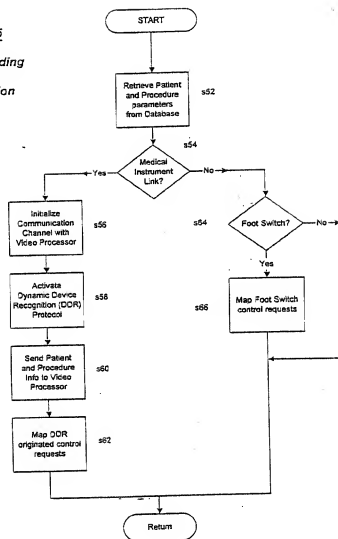 START
ding
on
Retrieve Patient
and Procedure
parameters
from Database
s52
s54
Medical
Instrument
Link?
Yes
No
Initialize
Communication
Channel with
Video Processor
s56
s64
Foot Switch?
No
Yes
Activate
Dynamic Device
Recognition (DDR)
Protocol
s58
s66
Map Foot Switch
control requests
Send Patient
and Procedure
Info to Video
Processor
s60
Map DDR
originated control
requests
s62
Return